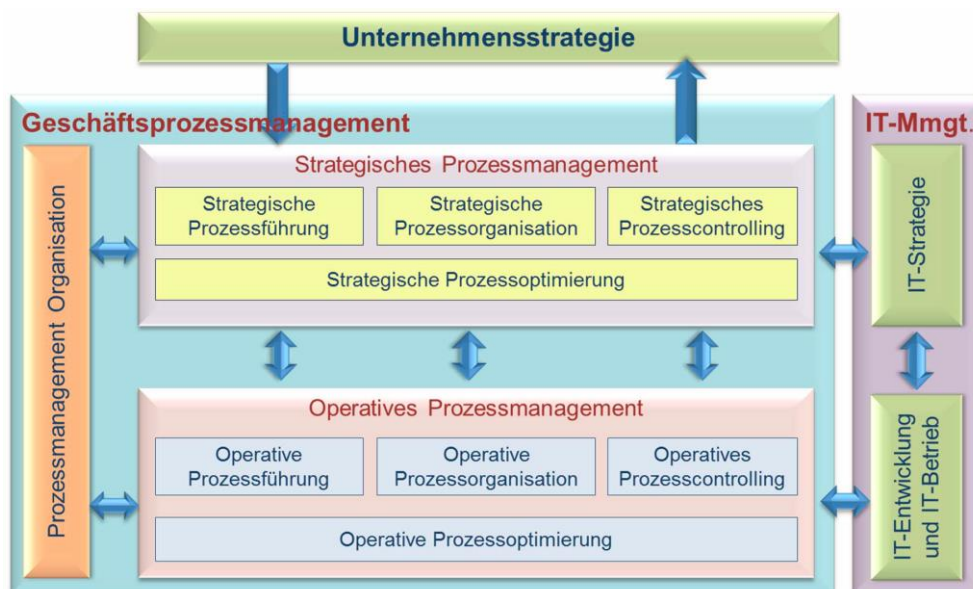 Unternehmensstrategie
Geschäftsprozessmanagement
IT-Mmgt.
Prozessmanagement Organisation
Strategisches Prozessmanagement
Strategische
Prozessführung
Strategische
Prozessorganisation
Strategisches
Prozesscontrolling
Strategische Prozessoptimierung
IT-Strategie
Operatives Prozessmanagement
Operative
Prozessführung
Operative
Prozessorganisation
Operatives
Prozesscontrolling
Operative Prozessoptimierung
IT-Entwicklung
und IT-Betrieb